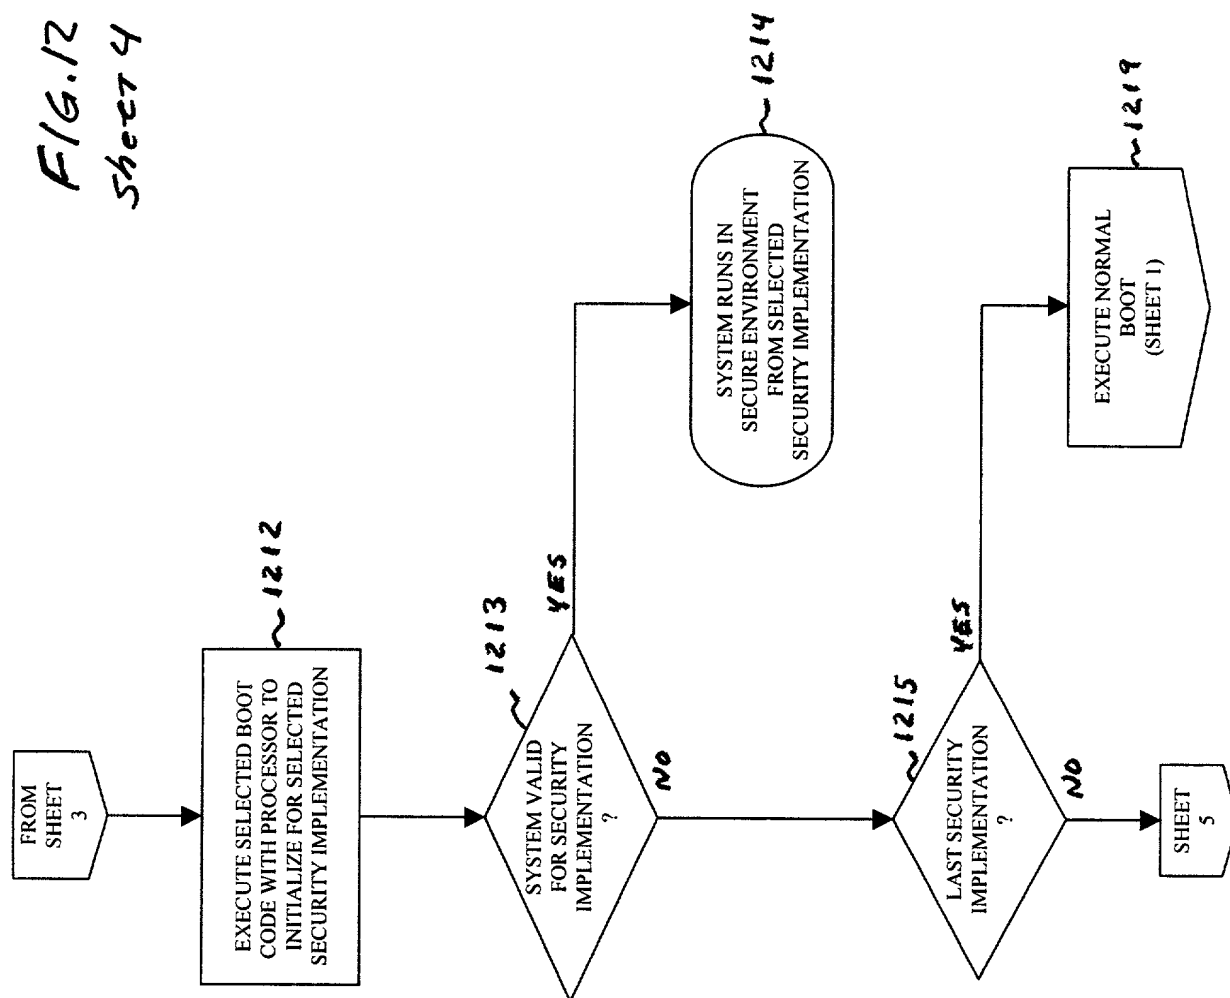 FIG.12
Sheet 4
FROM
SHEET
3
EXECUTE SELECTED BOOT
CODE WITH PROCESSOR TO
INITIALIZE FOR SELECTED
SECURITY IMPLEMENTATION
1212
SYSTEM VALID
FOR SECURITY
IMPLEMENTATION
?
1213
YES
NO
SYSTEM RUNS IN
SECURE ENVIRONMENT
FROM SELECTED
SECURITY IMPLEMENTATION
1214
LAST SECURITY
IMPLEMENTATION
?
1215
YES
NO
EXECUTE NORMAL
BOOT
(SHEET 1)
1219
SHEET
5